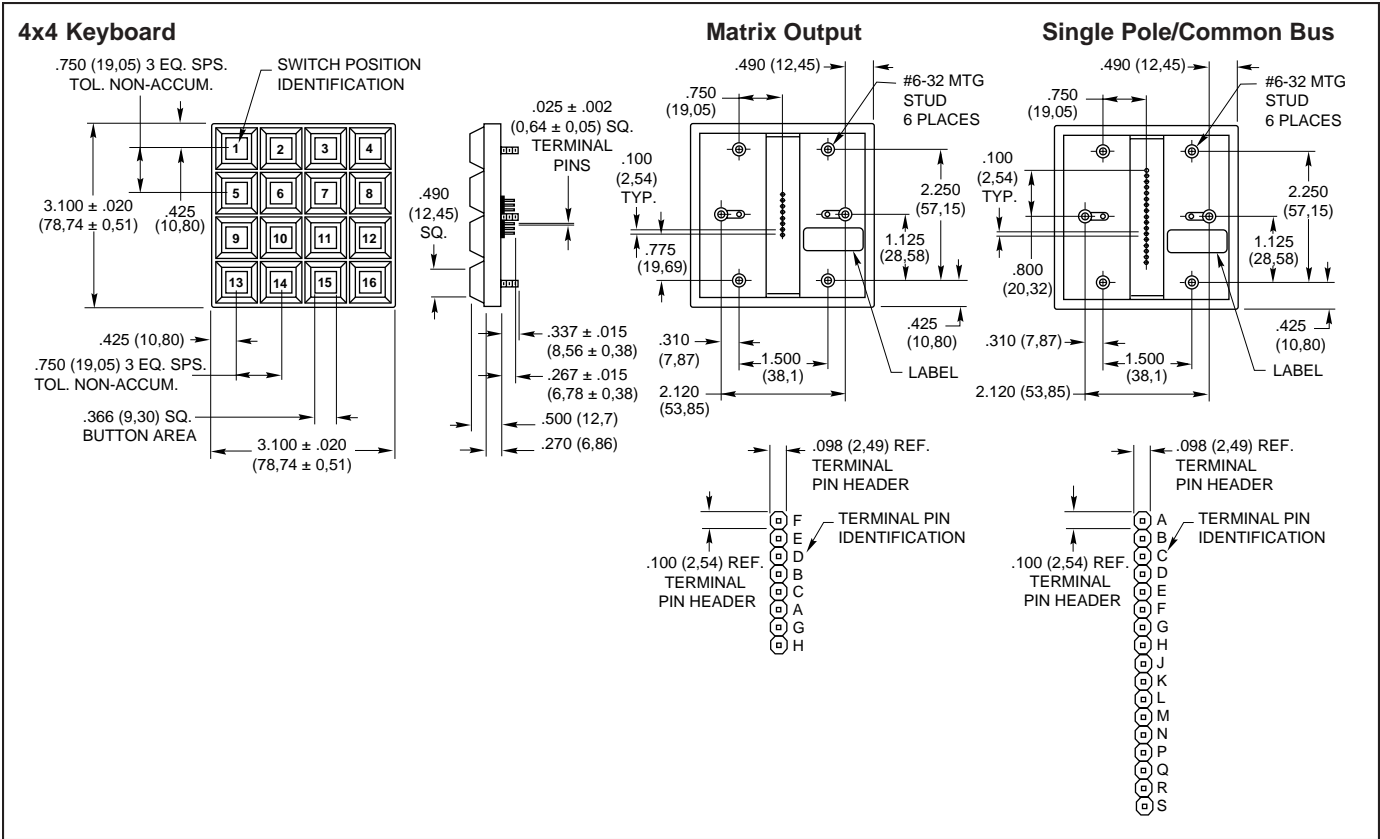 4x4 Keyboard
.750 (19,05) 3 EQ. SPS.
TOL. NON-ACCUM.
SWITCH POSITION
IDENTIFICATION
3.100 ± .020
(78,74 ± 0,51)
.425
(10,80)
1 2 3 4
5 6 7 8
9 10 11 12
13 14 15 16
.425 (10,80)
.750 (19,05) 3 EQ. SPS.
TOL. NON-ACCUM.
.366 (9,30) SQ.
BUTTON AREA
3.100 ± .020
(78,74 ± 0,51)
.025 ± .002
(0,64 ± 0,05) SQ.
TERMINAL
PINS
.490
(12,45)
SQ.
.337 ± .015
(8,56 ± 0,38)
.267 ± .015
(6,78 ± 0,38)
.500 (12,7)
.270 (6,86)
Matrix Output
.490 (12,45)
.750
(19,05)
#6-32 MTG
STUD
6 PLACES
.100
(2,54)
TYP.
2.250
(57,15)
1.125
(28,58)
.775
(19,69)
.425
(10,80)
.310
(7,87)
1.500
(38,1)
LABEL
2.120
(53,85)
.098 (2,49) REF.
TERMINAL
PIN HEADER
TERMINAL PIN
IDENTIFICATION
.100 (2,54) REF.
TERMINAL
PIN HEADER
F
E
D
B
C
A
G
H
Single Pole/Common Bus
.490 (12,45)
.750
(19,05)
#6-32 MTG
STUD
6 PLACES
.100
(2,54)
TYP.
2.250
(57,15)
1.125
(28,58)
.800
(20,32)
.425
(10,80)
.310 (7,87)
1.500
(38,1)
LABEL
2.120 (53,85)
.098 (2,49) REF.
TERMINAL
PIN HEADER
TERMINAL PIN
IDENTIFICATION
.100 (2,54) REF.
TERMINAL
PIN HEADER
A
B
C
D
E
F
G
H
J
K
L
M
N
P
Q
R
S